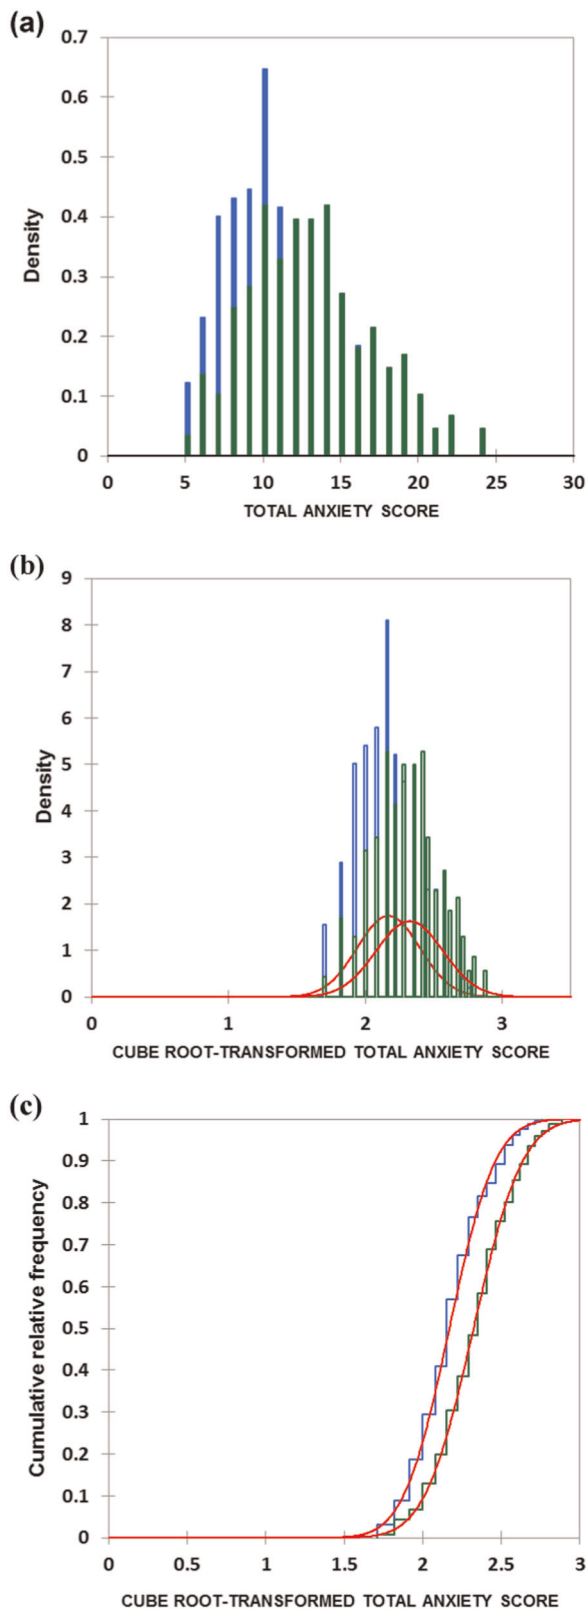 (a)
0.7
0.6
0.5
0.4
0.3
0.2
0.1
0
Density
0 5 10 15 20 25 30
TOTAL ANXIETY SCORE
(b)
9
8
7
6
5
4
3
2
1
0
Density
0 1 2 3
CUBE ROOT-TRANSFORMED TOTAL ANXIETY SCORE
(c)
1
0.9
0.8
0.7
0.6
0.5
0.4
0.3
0.2
0.1
0
Cumulative relative frequency
0 0.5 1 1.5 2 2.5 3
CUBE ROOT-TRANSFORMED TOTAL ANXIETY SCORE